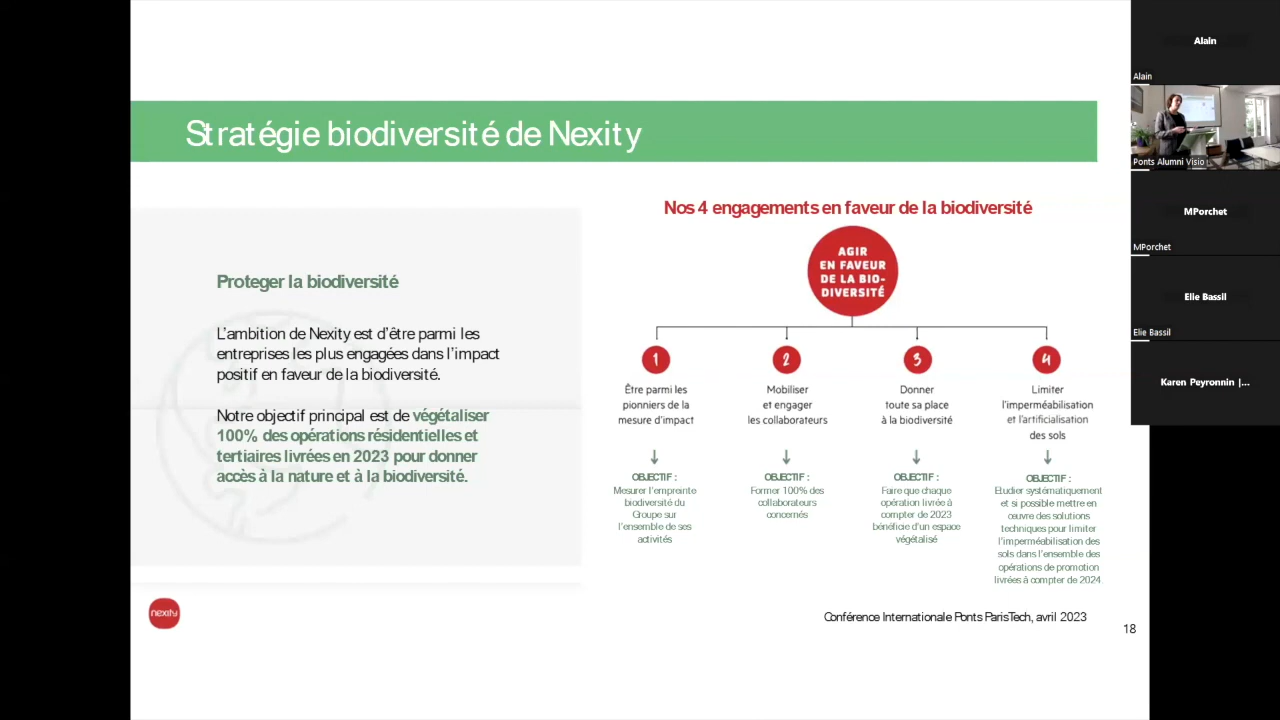 Stratégie biodiversité de Nexity
Proteger la biodiversité
L'ambition de Nexity est d'être parmi les
entreprises les plus engagées dans l'impact
positif en faveur de la biodiversité.
Notre objectif principal est de végétaliser
100% des opérations résidentielles et
tertiaires livrées en 2023 pour donner
accès à la nature et à la biodiversité.
nexity
Nos 4 engagements en faveur de la biodiversité
AGIR
EN FAVEUR
DE LA BIO-
DIVERSITÉ
1
Être parmi les
pionniers de la
mesure d'impact
OBJECTIF :
Mesurer l'empreinte
biodiversité du
Groupe sur
l'ensemble de ses
activités
2
Mobiliser
et engager
les collaborateurs
OBJECTIF :
Former 100% des
collaborateurs
concernés
3
Donner
toute sa place
à la biodiversité
OBJECTIF :
Faire que chaque
opération livrée à
compter de 2023
bénéficie d'un espace
végétalisé
4
Limiter
l'imperméabilisation
et l'artificialisation
des sols
OBJECTIF :
Etudier systématiquement
et si possible mettre en
œuvre des solutions
techniques pour limiter
l'imperméabilisation des
sols dans l'ensemble des
opérations de promotion
livrées à compter de 2024
Conférence Internationale Ponts ParisTech, avril 2023
18
Alain
Alain
Ponts Alumni Visio
MPorchet
MPorchet
Elie Bassil
Elie Bassil
Karen Peyronnin |...